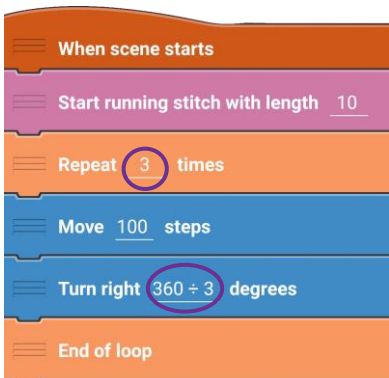 When scene starts
Start running stitch with length 10
Repeat 3 times
Move 100 steps
Turn right 360 ÷ 3 degrees
End of loop